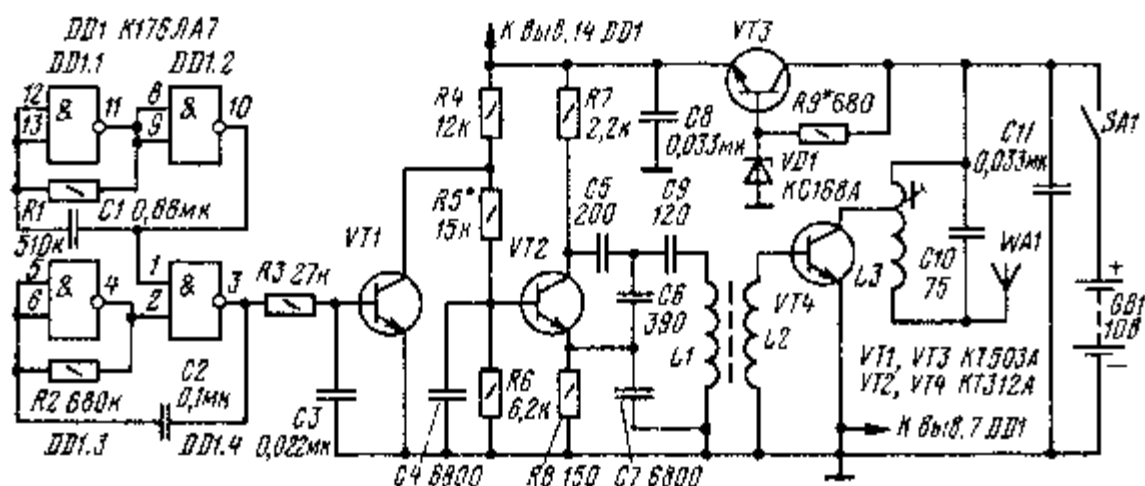 DD1 К176ЛА7
DD1.1
DD1.2
12
13
&
11
8
9
&
10
R1
510к
C1 0,68мк
5
6
&
4
1
2
&
3
R2 680к
C2
0,1мк
DD1.3
DD1.4
R3 27к
C3
0,022мк
VT1
К выв.14 DD1
R4
12к
R5*
15к
C4 6800
R6
6,2к
VT2
R7
2,2к
R8 150
C5
200
C6
390
C7 6800
C8
0,033мк
C9
120
L1
L2
VT3
R9* 680
VD1
КС168А
VT4
L3
C10
75
WA1
C11
0,033мк
SA1
+
GB1
10В
−
VT1, VT3 КТ503А
VT2, VT4 КТ312А
К выв.7 DD1